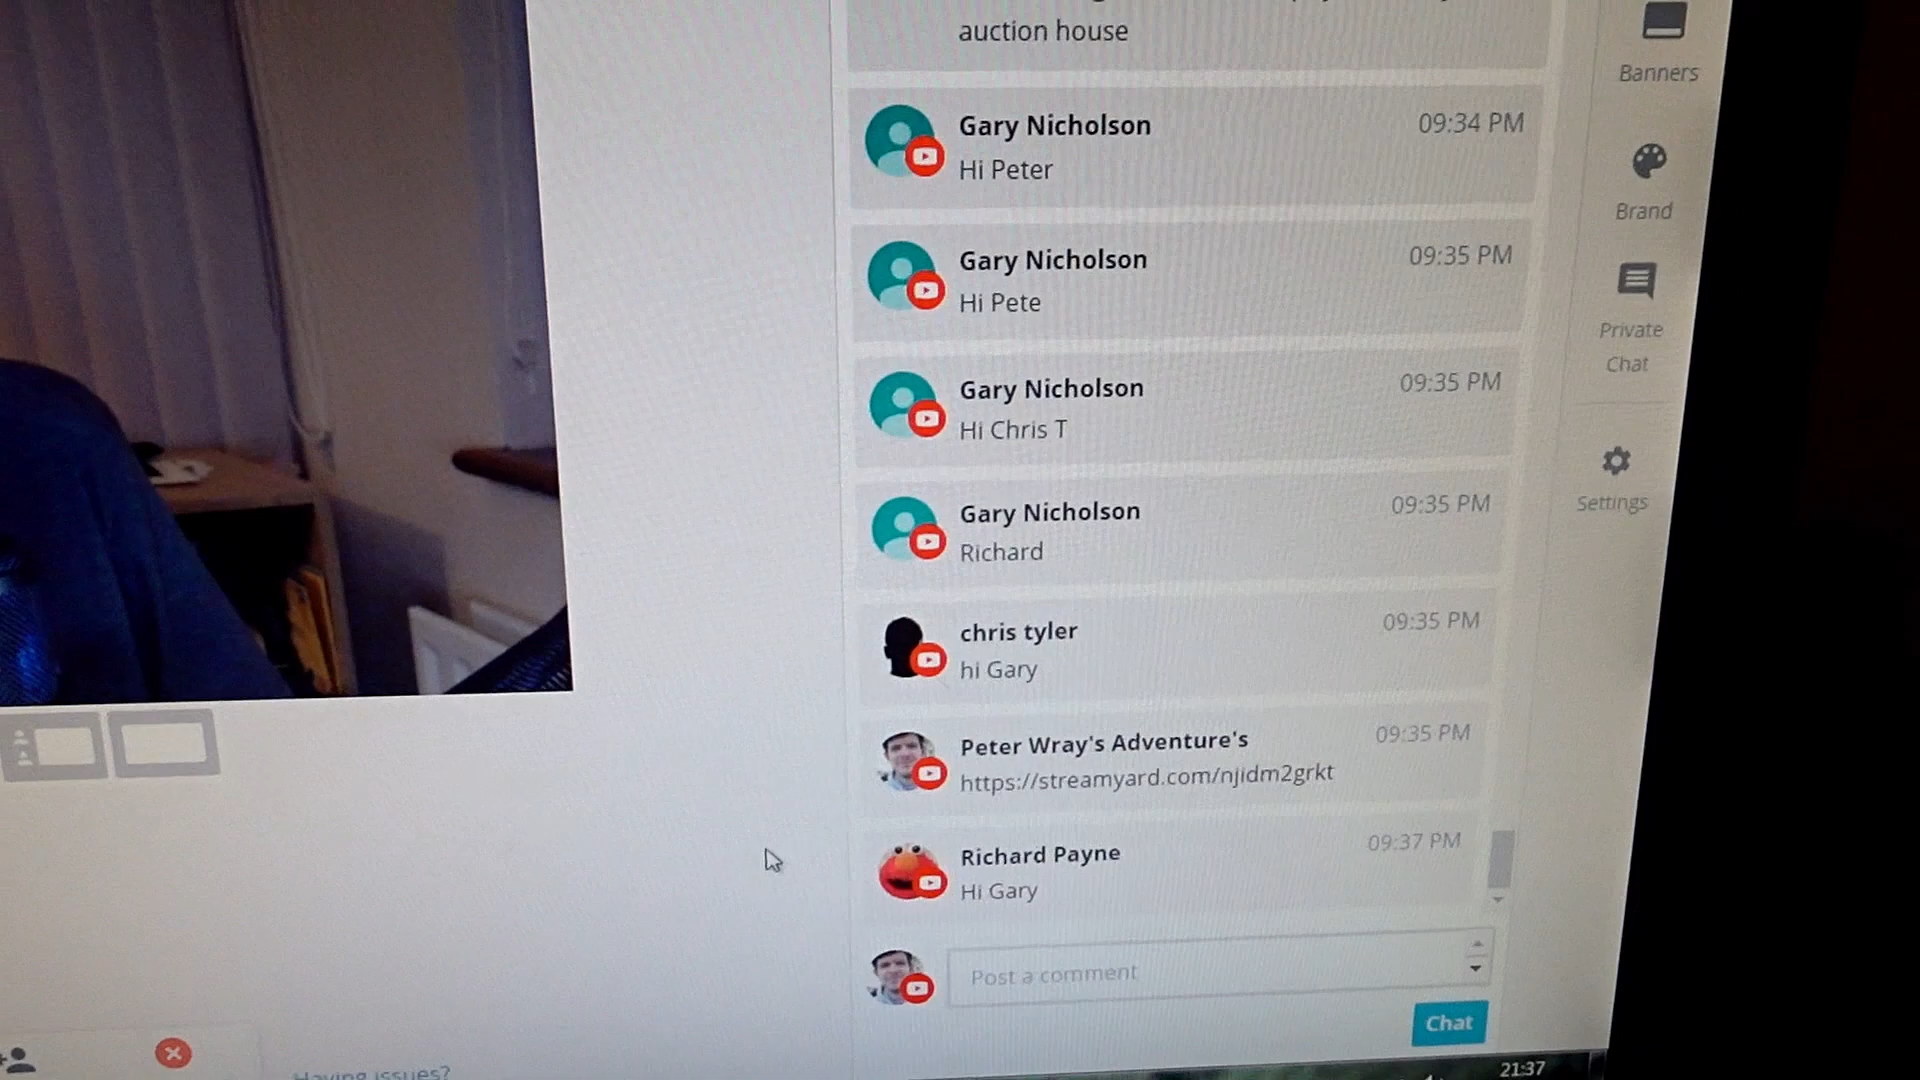 auction house
Banners
Gary Nicholson 09:34 PM
Hi Peter
Brand
Gary Nicholson 09:35 PM
Hi Pete
Private
Chat
Gary Nicholson 09:35 PM
Hi Chris T
Settings
Gary Nicholson 09:35 PM
Richard
chris tyler 09:35 PM
hi Gary
Peter Wray's Adventure's 09:35 PM
https://streamyard.com/njidm2grkt
Richard Payne 09:37 PM
Hi Gary
Post a comment
Chat
Having issues?
21:37